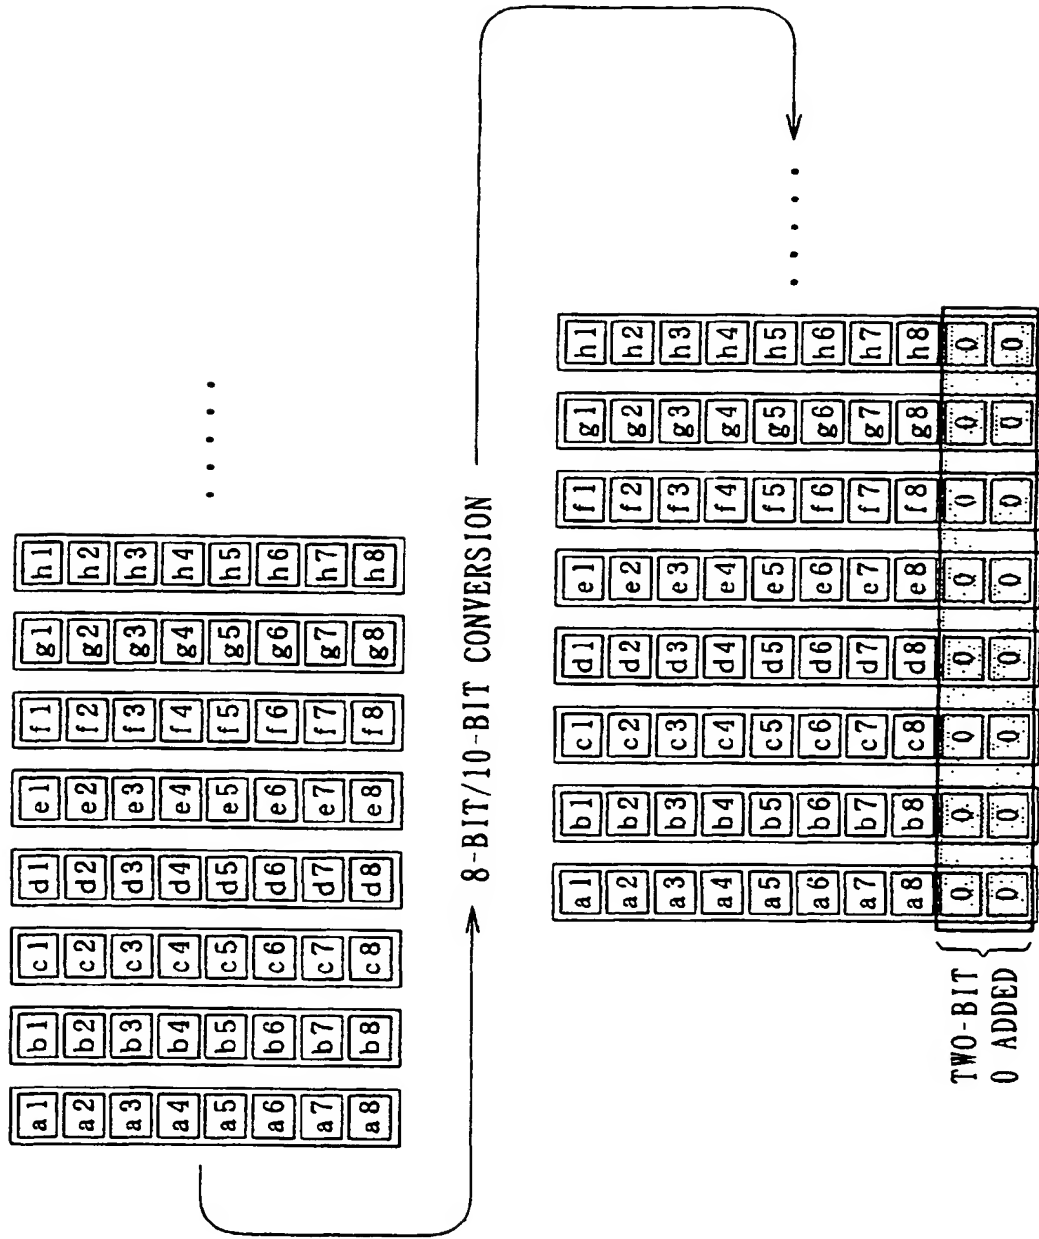 a1 b1 c1 d1 e1 f1 g1 h1
a2 b2 c2 d2 e2 f2 g2 h2
a3 b3 c3 d3 e3 f3 g3 h3
a4 b4 c4 d4 e4 f4 g4 h4
a5 b5 c5 d5 e5 f5 g5 h5
a6 b6 c6 d6 e6 f6 g6 h6
a7 b7 c7 d7 e7 f7 g7 h7
a8 b8 c8 d8 e8 f8 g8 h8
8-BIT/10-BIT CONVERSION
a1 b1 c1 d1 e1 f1 g1 h1
a2 b2 c2 d2 e2 f2 g2 h2
a3 b3 c3 d3 e3 f3 g3 h3
a4 b4 c4 d4 e4 f4 g4 h4
a5 b5 c5 d5 e5 f5 g5 h5
a6 b6 c6 d6 e6 f6 g6 h6
a7 b7 c7 d7 e7 f7 g7 h7
a8 b8 c8 d8 e8 f8 g8 h8
TWO-BIT 0 0 0 0 0 0 0 0
0 ADDED 0 0 0 0 0 0 0 0